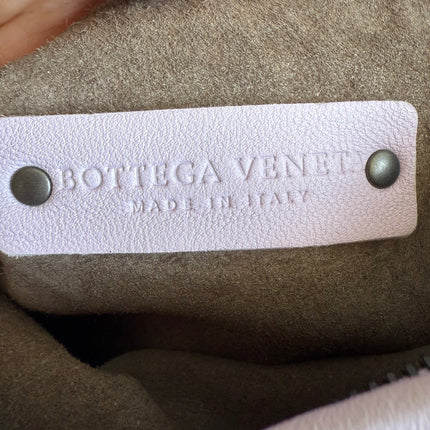 BOTTEGA VENET
MADE IN ITALY